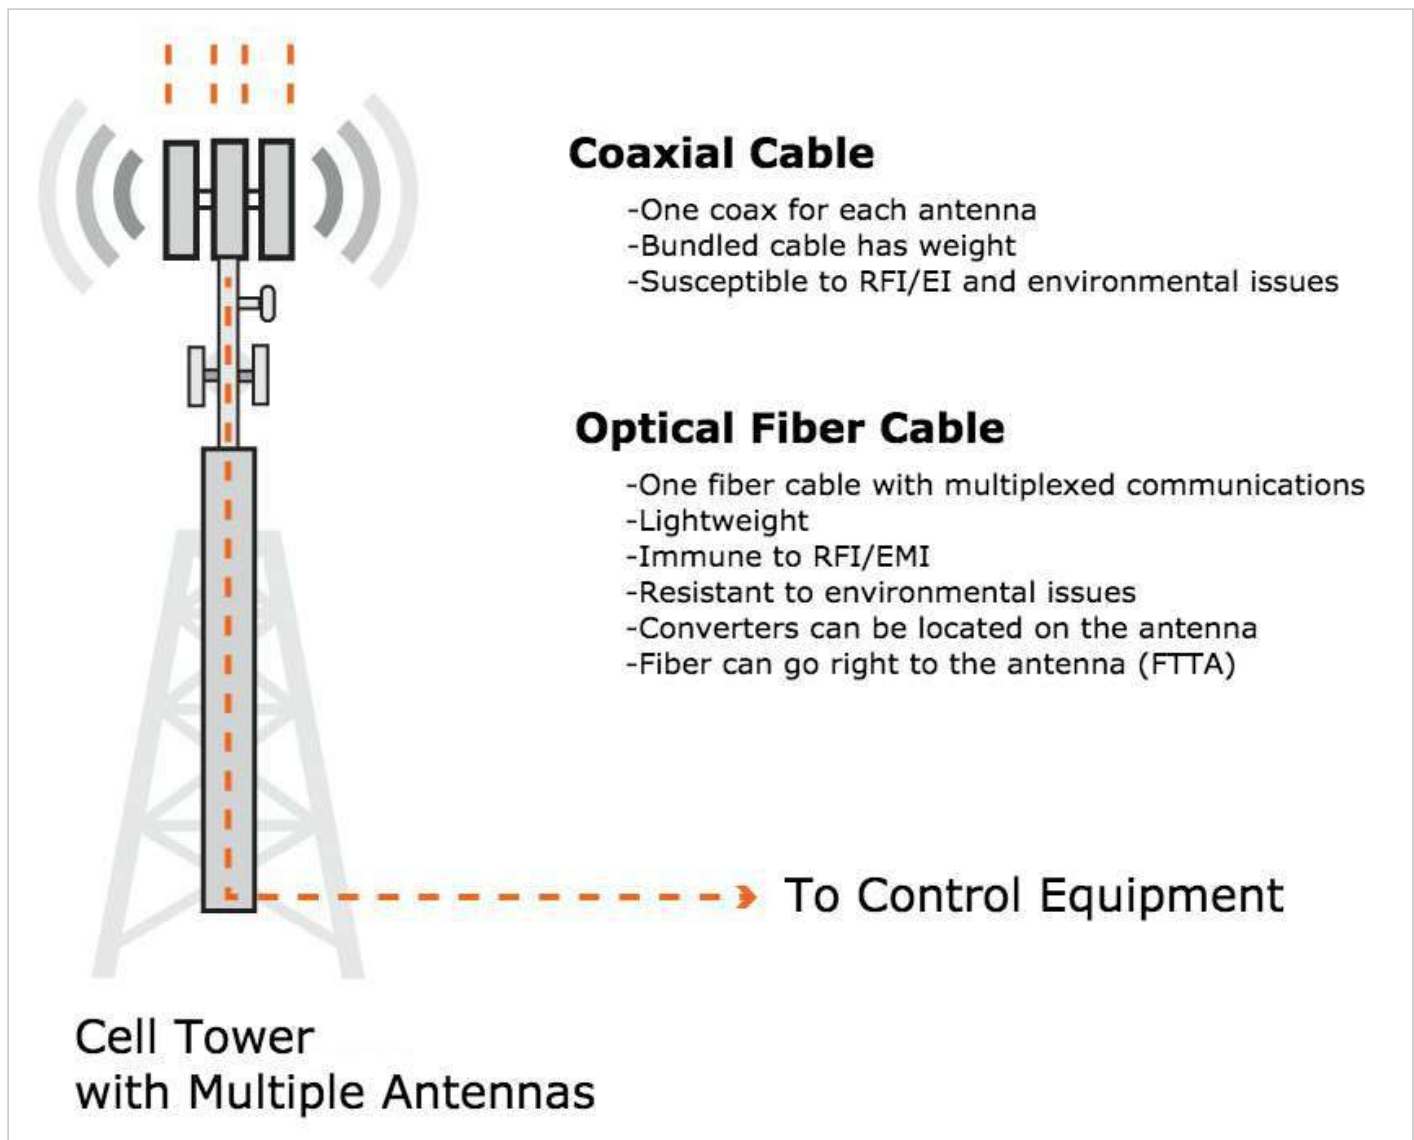 Coaxial Cable
-One coax for each antenna
-Bundled cable has weight
-Susceptible to RFI/EI and environmental issues
Optical Fiber Cable
-One fiber cable with multiplexed communications
-Lightweight
-Immune to RFI/EMI
-Resistant to environmental issues
-Converters can be located on the antenna
-Fiber can go right to the antenna (FTTA)
To Control Equipment
Cell Tower
with Multiple Antennas